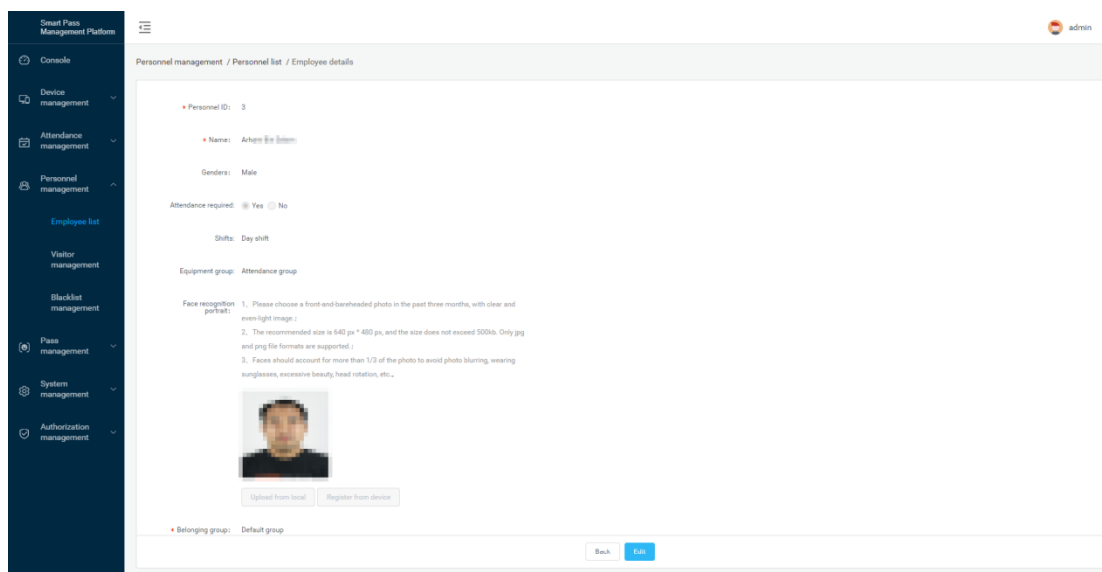 Smart Pass
Management Platform
admin
Console
Personnel management / Personnel list / Employee details
Device
management
Attendance
management
Personnel
management
Employee list
Visitor
management
Blacklist
management
Pass
management
System
management
Authorization
management
* Personnel ID: 3
* Name:
Genders: Male
Attendance required: Yes No
Shifts: Day shift
Equipment group: Attendance group
Face recognition
portrait:
1、Please choose a front-and-bareheaded photo in the past three months, with clear and
even-light image ;
2、The recommended size is 640 px * 480 px, and the size does not exceed 500kb. Only jpg
and png file formats are supported. ;
3、Faces should account for more than 1/3 of the photo to avoid photo blurring, wearing
sunglasses, excessive beauty, head rotation, etc.。
Upload from local Register from device
* Belonging group: Default group
Back Edit